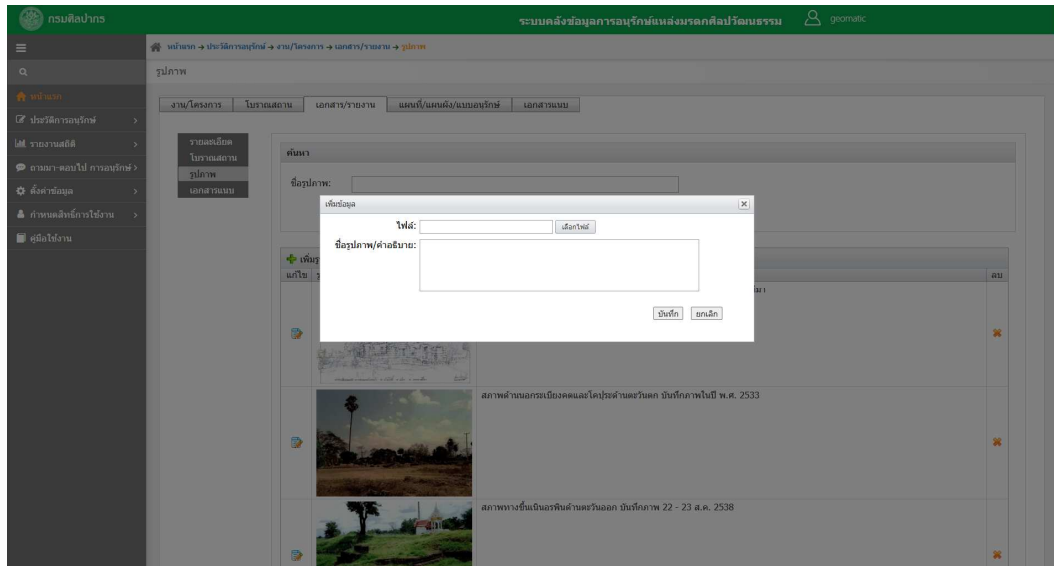 กรมศิลปากร
ระบบคลังข้อมูลการอนุรักษ์แหล่งมรดกศิลปวัฒนธรรม
geomatic
หน้าแรก → ประวัติการอนุรักษ์ → งาน/โครงการ → เอกสาร/รายงาน → รูปภาพ
รูปภาพ
หน้าแรก
ประวัติการอนุรักษ์
รายงานสถิติ
ถามมา-ตอบไป การอนุรักษ์
ตั้งค่าข้อมูล
กำหนดสิทธิ์การใช้งาน
คู่มือใช้งาน
งาน/โครงการ
โบราณสถาน
เอกสาร/รายงาน
แผนที่/แผนผัง/แบบอนุรักษ์
เอกสารแนบ
รายละเอียด
โบราณสถาน
รูปภาพ
เอกสารแนบ
ค้นหา
ชื่อรูปภาพ:
เพิ่มข้อมูล
ไฟล์:
เลือกไฟล์
ชื่อรูปภาพ/คำอธิบาย:
บันทึก
ยกเลิก
แก้ไข
ลบ
สภาพด้านนอกระเบียงคดและโคปุระด้านตะวันตก บันทึกภาพในปี พ.ศ. 2533
สภาพทางขึ้นเนินอรพินด้านตะวันออก บันทึกภาพ 22 - 23 ส.ค. 2538